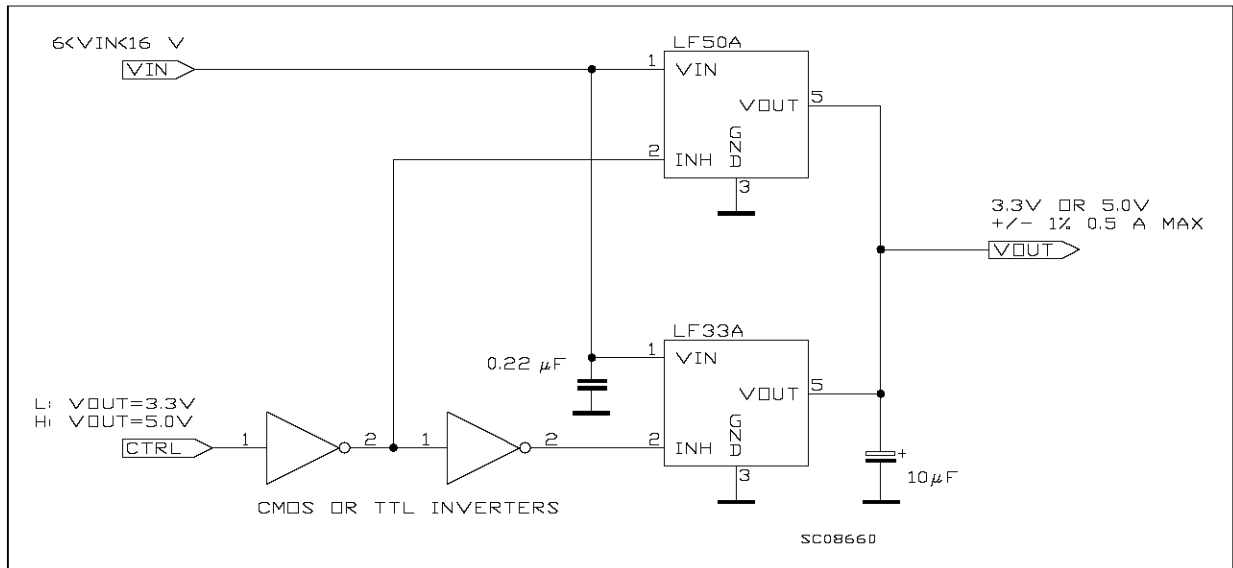 6<VIN<16 V
VIN
LF50A
1 VIN
VOUT 5
2 INH
GND
3
3.3V OR 5.0V
+/- 1% 0.5 A MAX
VOUT
LF33A
0.22 µF
1 VIN
VOUT 5
L: VOUT=3.3V
H: VOUT=5.0V
CTRL
1 2 1 2
2 INH
GND
3
+
10µF
CMOS OR TTL INVERTERS
SC08660